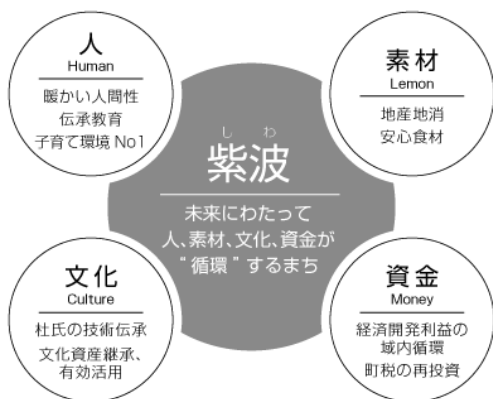 人
Human
暖かい人間性
伝承教育
子育て環境 No1
素材
Lemon
地産地消
安心食材
しわ
紫波
未来にわたって
人、素材、文化、資金が
“循環”するまち
文化
Culture
杜氏の技術伝承
文化資産継承、
有効活用
資金
Money
経済開発利益の
域内循環
町税の再投資